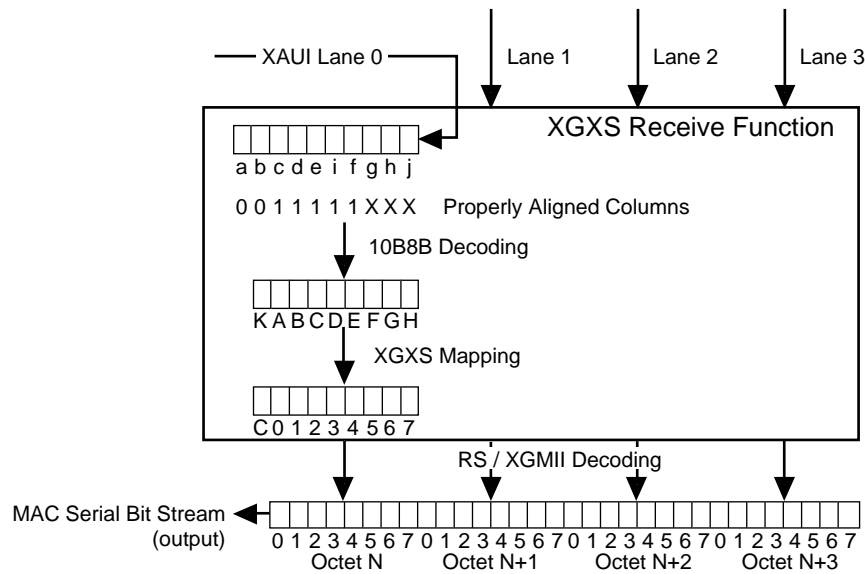 XAUI Lane 0 Lane 1 Lane 2 Lane 3
XGXS Receive Function
a b c d e i f g h j
0 0 1 1 1 1 1 X X X Properly Aligned Columns
10B8B Decoding
K A B C D E F G H
XGXS Mapping
C 0 1 2 3 4 5 6 7
RS / XGMII Decoding
MAC Serial Bit Stream
(output)
0 1 2 3 4 5 6 7 0 1 2 3 4 5 6 7 0 1 2 3 4 5 6 7 0 1 2 3 4 5 6 7
Octet N Octet N+1 Octet N+2 Octet N+3